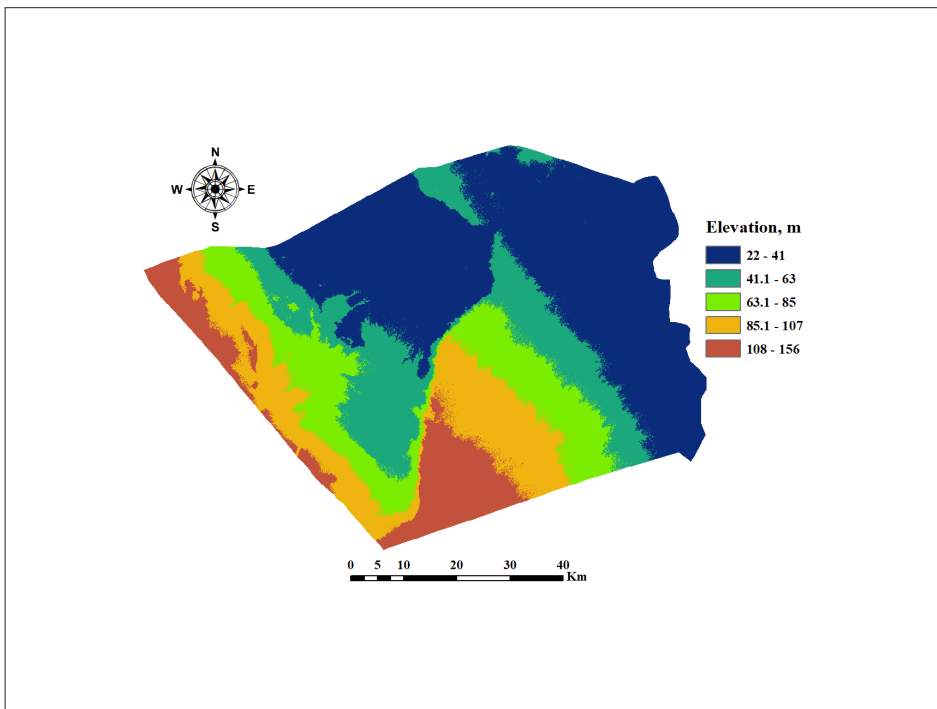 N
W E
S
Elevation, m
22 - 41
41.1 - 63
63.1 - 85
85.1 - 107
108 - 156
0 5 10 20 30 40
Km